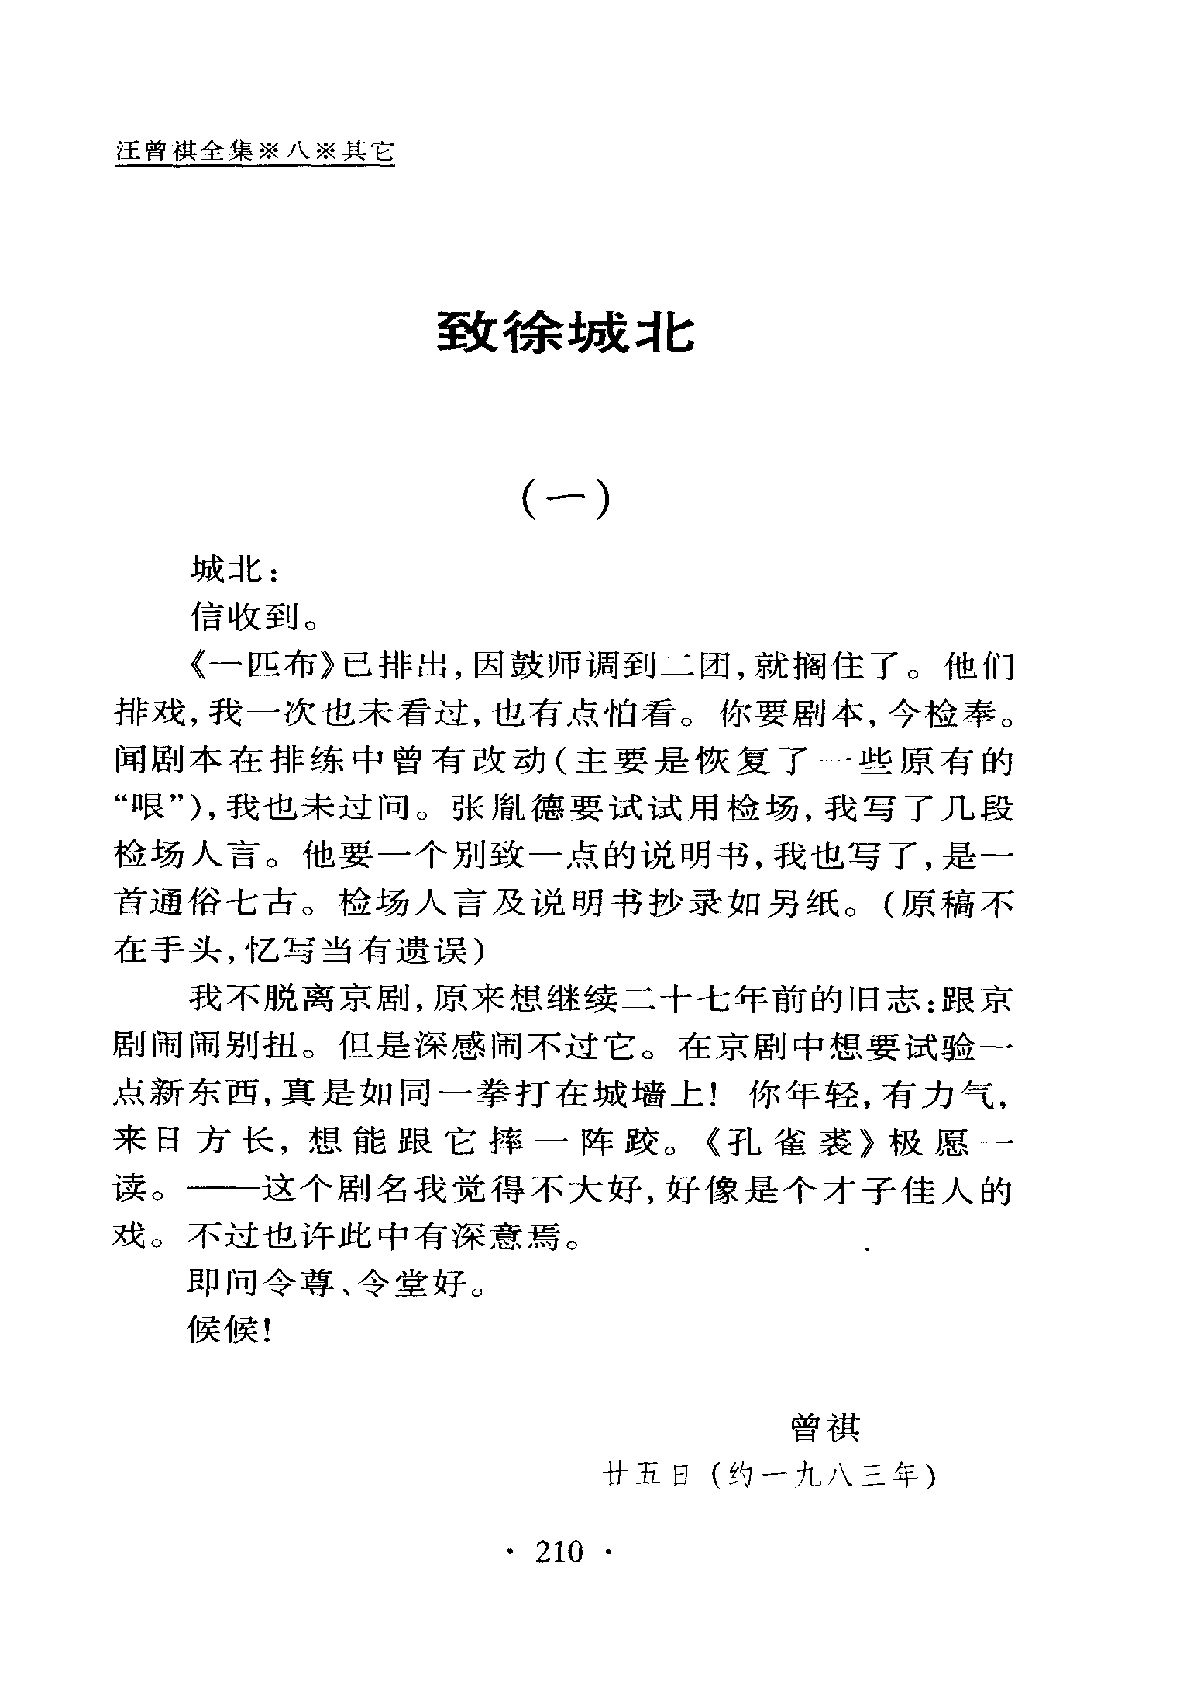 汪曾祺全集※八※其它
致徐城北
(一)
城北：
信收到。
《一匹布》已排出，因鼓师调到二团，就搁住了。他们
排戏，我一次也未看过，也有点怕看。你要剧本，今检奉。
闻剧本在排练中曾有改动(主要是恢复了一些原有的
“哏”)，我也未过问。张胤德要试试用检场，我写了几段
检场人言。他要一个别致一点的说明书，我也写了，是一
首通俗七古。检场人言及说明书抄录如另纸。(原稿不
在手头，忆写当有遗误)
我不脱离京剧，原来想继续二十七年前的旧志：跟京
剧闹闹别扭。但是深感闹不过它。在京剧中想要试验一
点新东西，真是如同一拳打在城墙上！你年轻，有力气，
来日方长，想能跟它摔一阵跤。《孔雀裘》极愿一
读。——这个剧名我觉得不大好，好像是个才子佳人的
戏。不过也许此中有深意焉。
即问令尊、令堂好。
候候！
曾祺
廿五日(约一九八三年)
· 210 ·